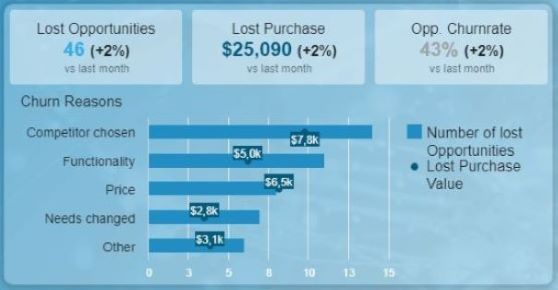 Lost Opportunities
46 (+2%)
vs last month
Lost Purchase
$25,090 (+2%)
vs last month
Opp. Churnrate
43% (+2%)
vs last month
Churn Reasons
Competitor chosen
$7,8k
Functionality
$5,0k
Price
$6,5k
Needs changed
$2,8k
Other
$3,1k
0 3 5 8 10 13 15
Number of lost
Opportunities
Lost Purchase
Value